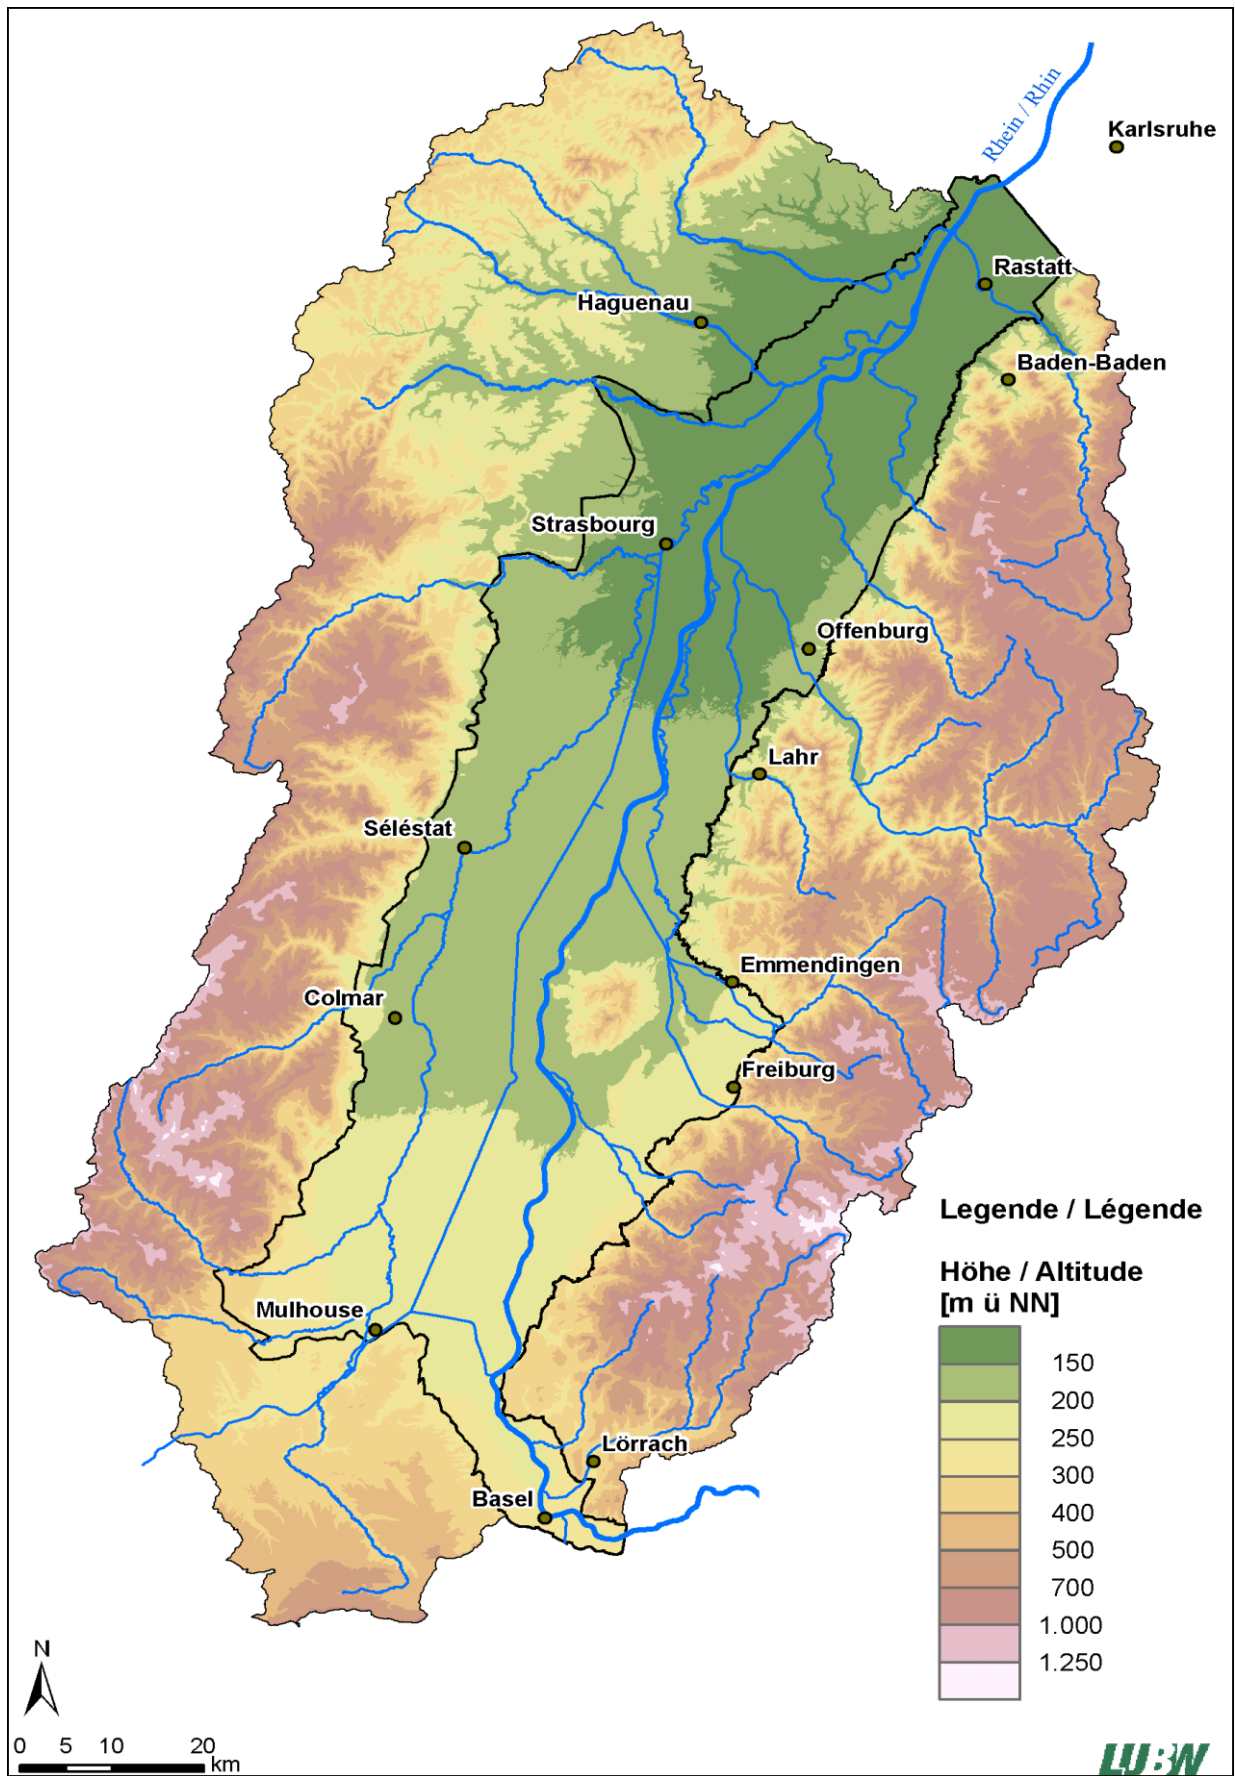 Rhein / Rhin
Karlsruhe
Rastatt
Haguenau
Baden-Baden
Strasbourg
Offenburg
Lahr
Séléstat
Emmendingen
Colmar
Freiburg
Legende / Légende
Höhe / Altitude
[m ü NN]
Mulhouse
150
200
250
300
400
500
700
1.000
1.250
Lörrach
Basel
N
0 5 10 20
km
LUBW